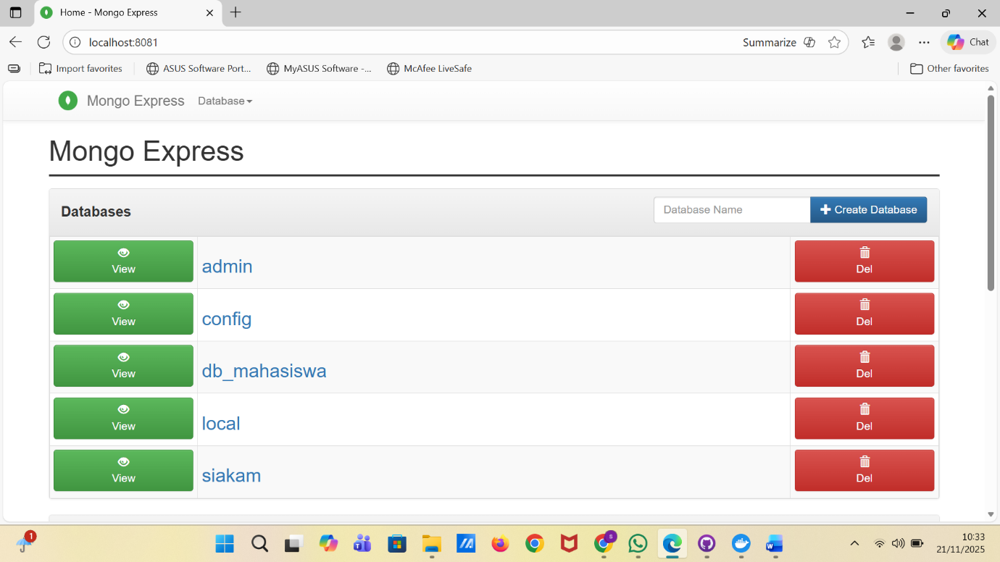 Home - Mongo Express
localhost:8081
Summarize
Chat
Import favorites
ASUS Software Port...
MyASUS Software -...
McAfee LiveSafe
Other favorites
Mongo Express
Database
Mongo Express
Databases
Database Name
Create Database
View
admin
Del
View
config
Del
View
db_mahasiswa
Del
View
local
Del
View
siakam
Del
1
S
10:33
21/11/2025